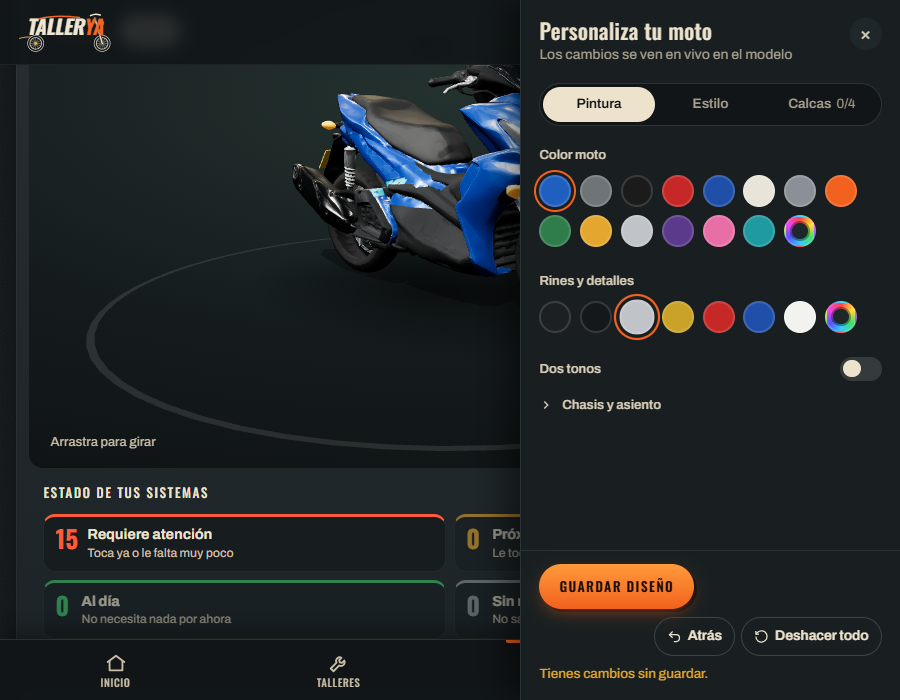 TALLERYA
Personaliza tu moto
Los cambios se ven en vivo en el modelo
Pintura
Estilo
Calcas 0/4
Color moto
Rines y detalles
Dos tonos
Chasis y asiento
Arrastra para girar
ESTADO DE TUS SISTEMAS
15 Requiere atención
Toca ya o le falta muy poco
0
Le
0 Al día
No necesita nada por ahora
0 Sin
GUARDAR DISEÑO
Atrás
Deshacer todo
Tienes cambios sin guardar.
INICIO
TALLERES